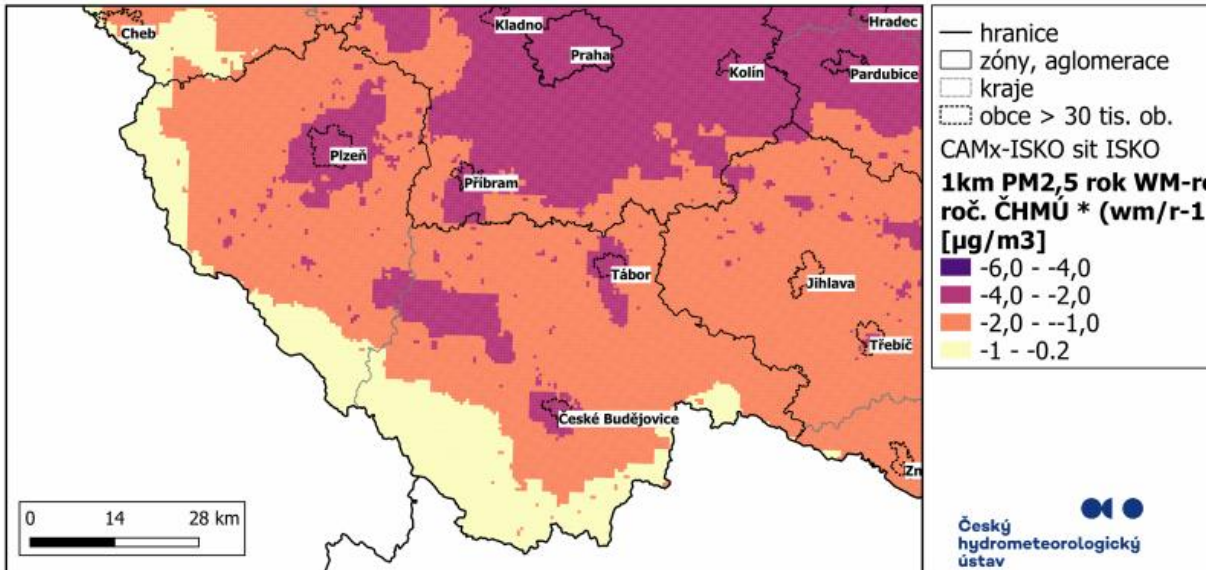 Cheb
Kladno
Hradec
Praha
Kolín
Pardubice
Plzeň
Příbram
Tábor
Jihlava
Třebíč
České Budějovice
Zn
0 14 28 km
hranice
zóny, aglomerace
kraje
obce > 30 tis. ob.
CAMx-ISKO sit ISKO
1km PM2,5 rok WM-ro
roč. ČHMÚ * (wm/r-1
[µg/m3]
-6,0 - -4,0
-4,0 - -2,0
-2,0 - --1,0
-1 - -0.2
Český
hydrometeorologický
ústav